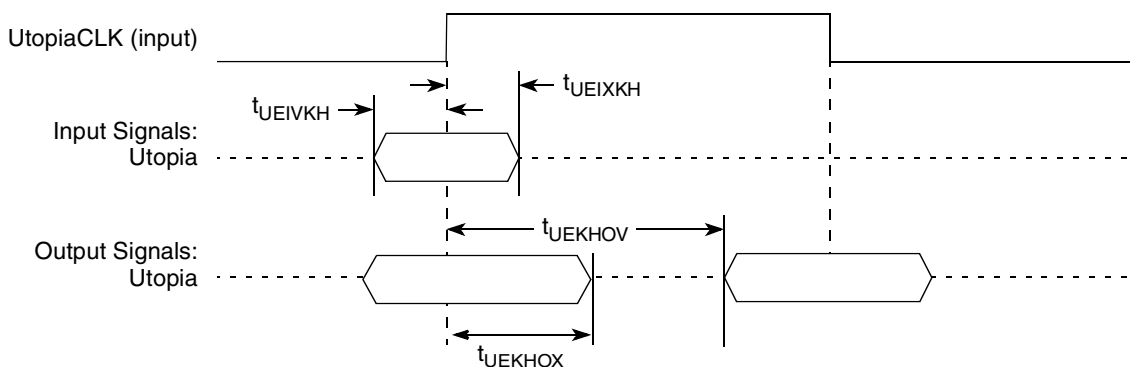 UtopiaCLK (input)
tUEIXKH
tUEIVKH
Input Signals:
Utopia
tUEKHOV
Output Signals:
Utopia
tUEKHOX